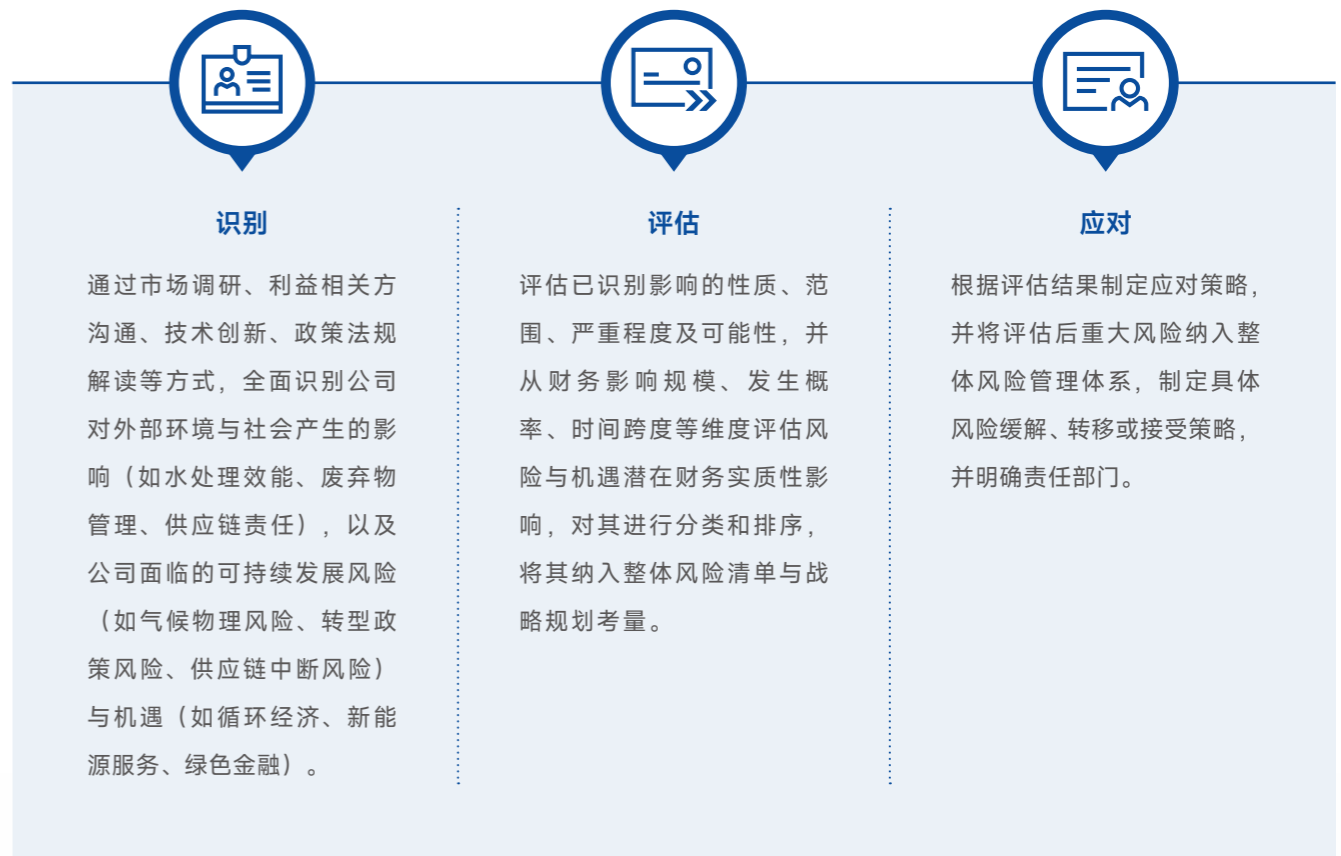 识别
通过市场调研、利益相关方
沟通、技术创新、政策法规
解读等方式，全面识别公司
对外部环境与社会产生的影
响（如水处理效能、废弃物
管理、供应链责任），以及
公司面临的可持续发展风险
（如气候物理风险、转型政
策风险、供应链中断风险）
与机遇（如循环经济、新能
源服务、绿色金融）。
评估
评估已识别影响的性质、范
围、严重程度及可能性，并
从财务影响规模、发生概
率、时间跨度等维度评估风
险与机遇潜在财务实质性影
响，对其进行分类和排序，
将其纳入整体风险清单与战
略规划考量。
应对
根据评估结果制定应对策略，
并将评估后重大风险纳入整
体风险管理体系，制定具体
风险缓解、转移或接受策略，
并明确责任部门。